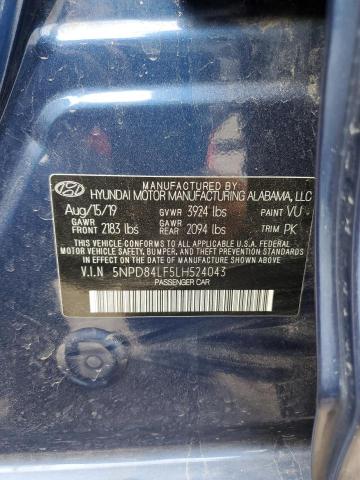 MANUFACTURED BY
HYUNDAI MOTOR MANUFACTURING ALABAMA, LLC
Aug/15/19 GVWR 3924 lbs PAINT VU
GAWR FRONT 2183 lbs GAWR REAR 2094 lbs TRIM PK
THIS VEHICLE CONFORMS TO ALL APPLICABLE U.S.A. FEDERAL
MOTOR VEHICLE SAFETY, BUMPER, AND THEFT PREVENTION
STANDARDS IN EFFECT ON THE DATE OF MANUFACTURE SHOWN ABOVE.
V.I.N 5NPD84LF5LH524043
PASSENGER CAR